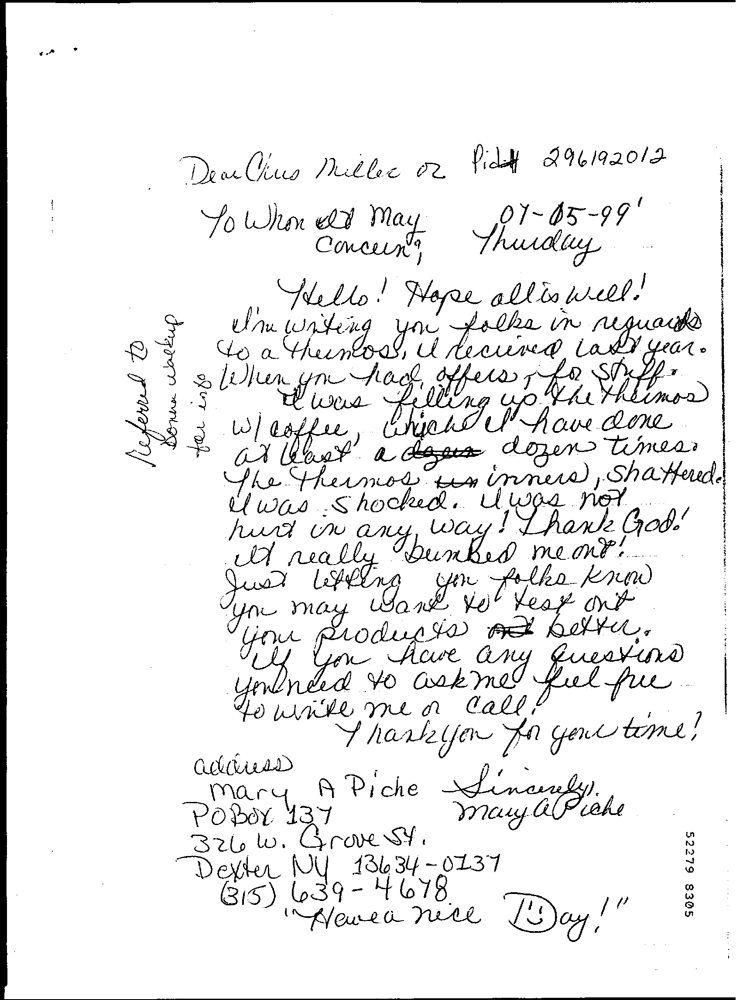 Dear Chris Miller or Pid# 296192012
To Whom It May 07-15-99
Concern, Thursday
Hello! Hope all is well!
I'm writing you folks in reguards
to a thermos, I recieved last year.
When you had offers, for stuff.
I was filling up the thermos
w/ coffee, which I have done
at least a dozen times.
The thermos inners, shattered.
I was shocked. I was not
hurt in any way! Thank God!
It really bumbed me out!
Just letting you folks know
you may want to test out
your products better.
If you have any questions
you need to ask me feel free
to write me or call!
Thank you for your time!
address
Mary A Piche Sincerely,
PO Box 137 Mary A Piche
326 W. Grove St.
Dexter NY 13634-0137
(315) 639-4678
"Have a nice Day!"
Referred to
Donna Walkup
for info
52279 8305